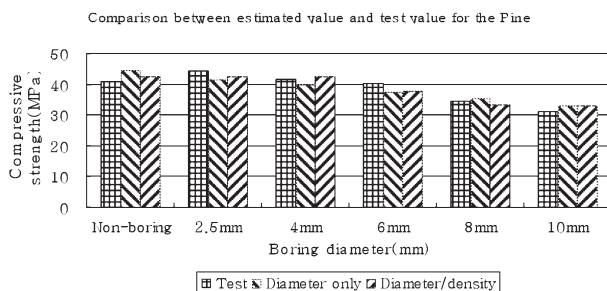 Comparison between estimated value and test value for the Pine
Compressive
strength(MPa)
50
40
30
20
10
0
Non-boring 2.5mm 4mm 6mm 8mm 10mm
Boring diameter(mm)
Test Diameter only Diameter/density